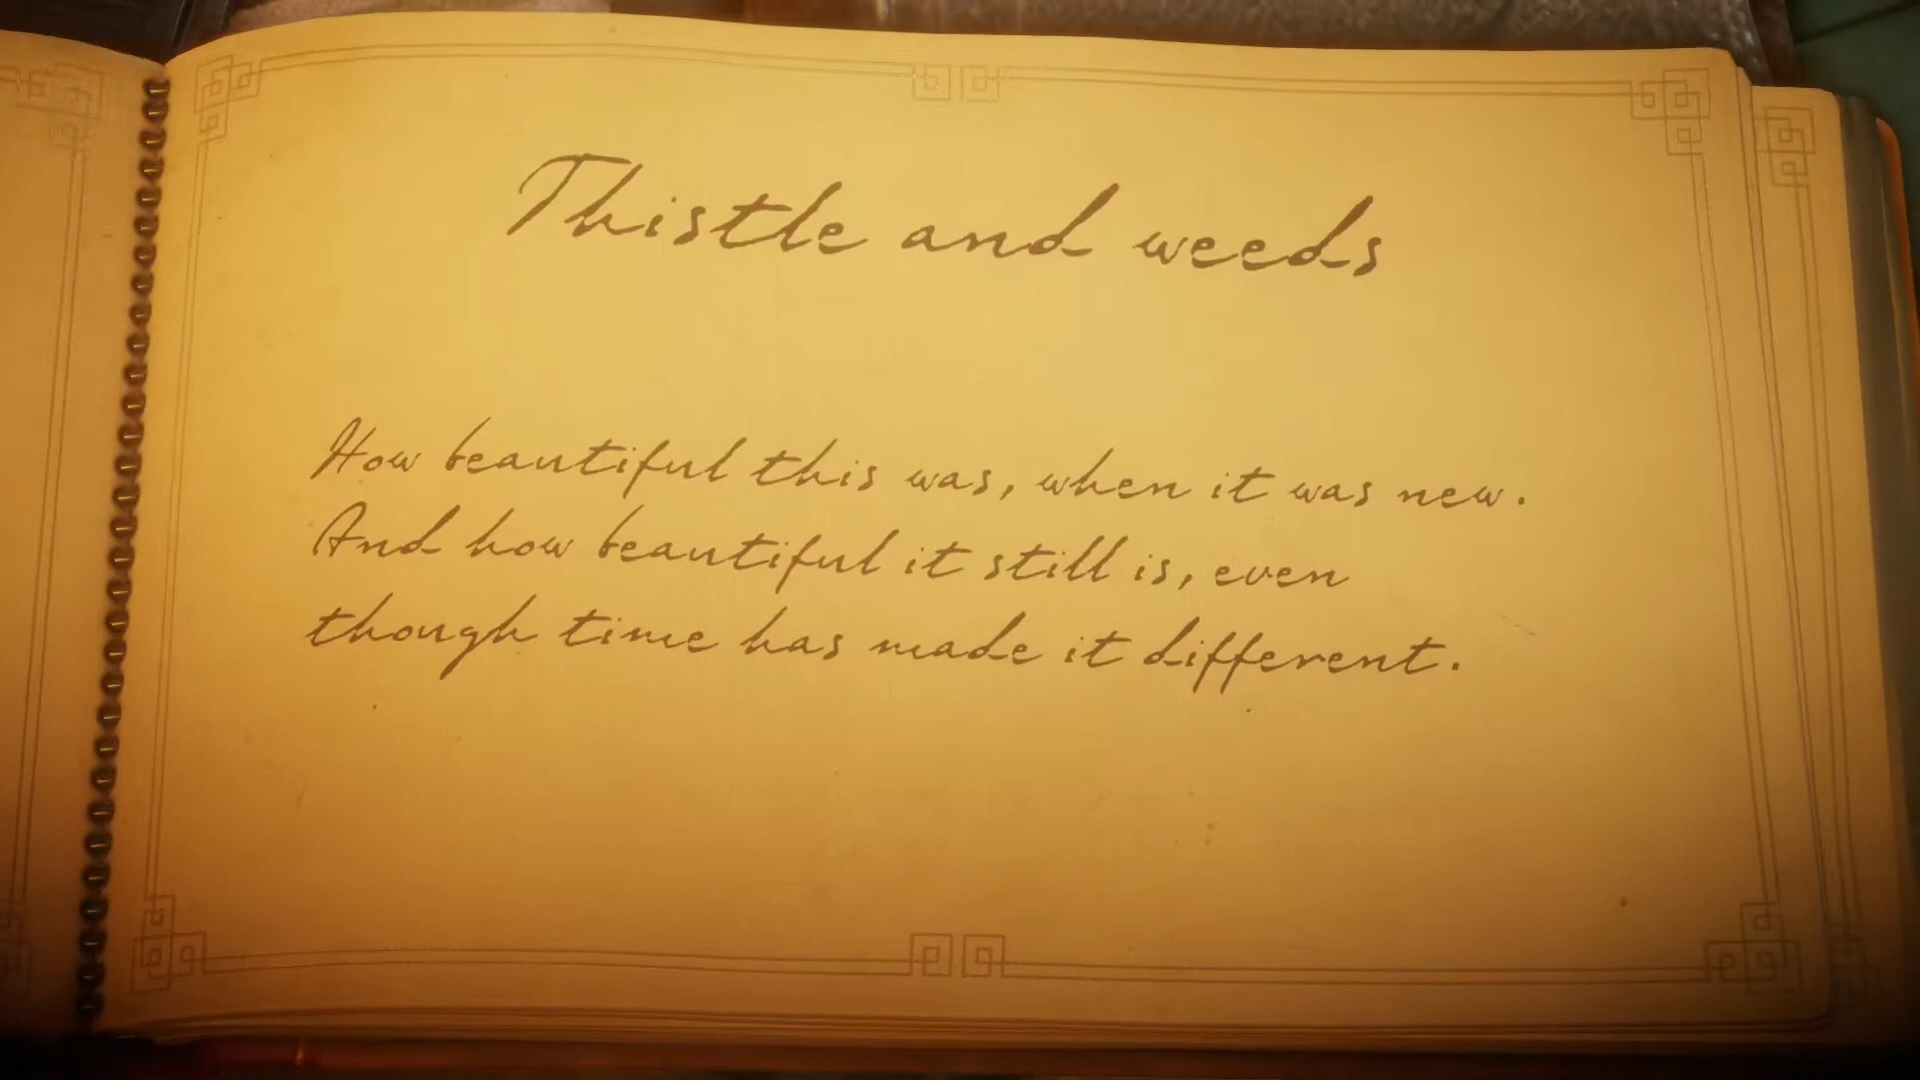 Thistle and weeds
How beautiful this was, when it was new.
And how beautiful it still is, even
though time has made it different.